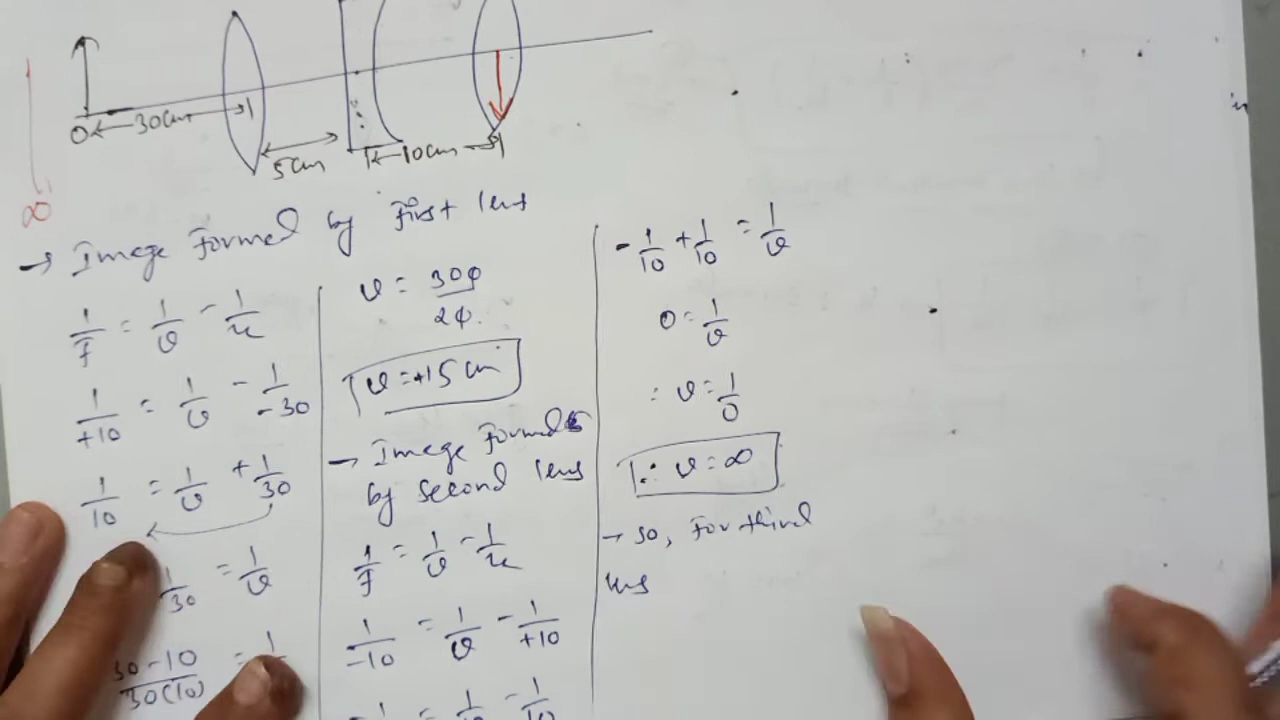 O ←30cm→
5cm
←10cm→
∞
→ Image formed by First lens
1/f = 1/v - 1/u
1/+10 = 1/v - 1/-30
1/10 = 1/v + 1/30
1/30 = 1/v
30-10/30(10) = 1
v = 300/20
v = +15 cm
→ Image formed
by second lens
1/f = 1/v - 1/u
1/-10 = 1/v - 1/+10
-1/10 + 1/10 = 1/v
0 = 1/v
∴ v = 1/0
∴ v = ∞
→ so, For third
lens